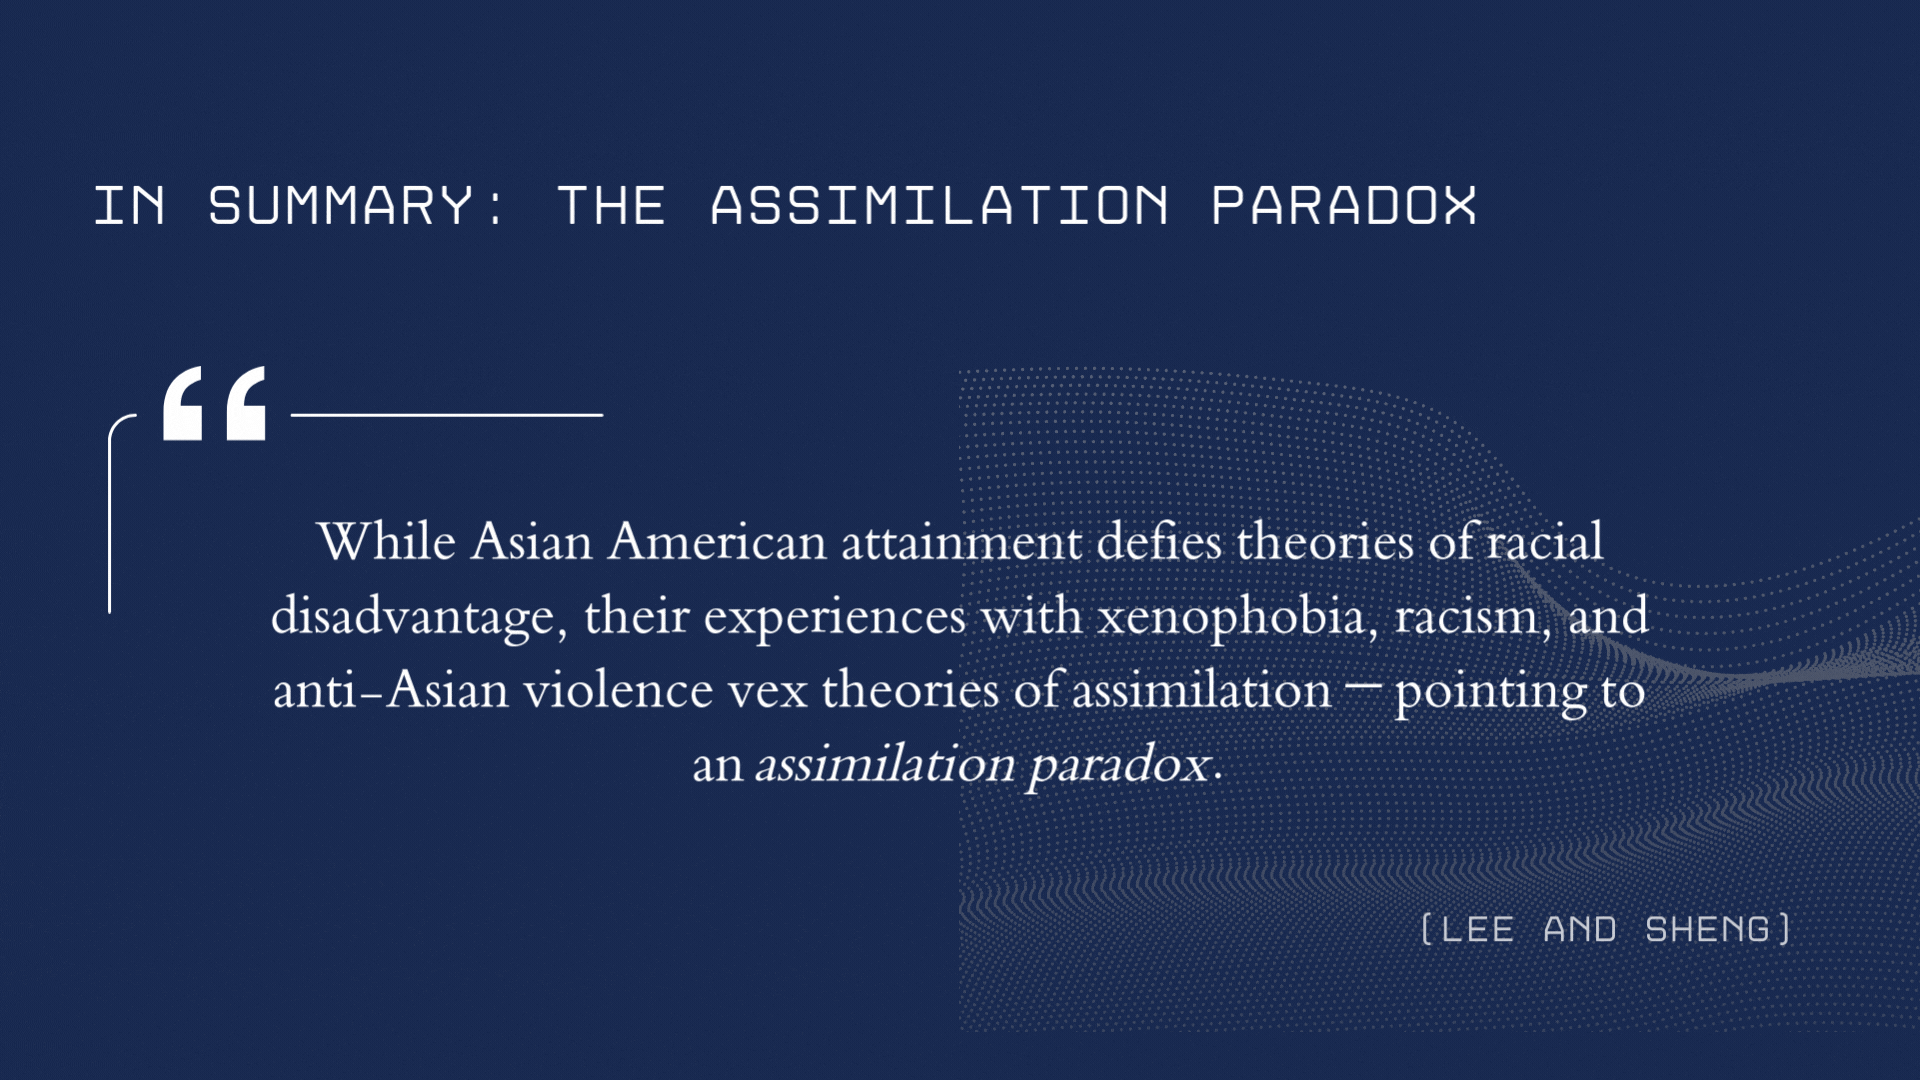 IN SUMMARY: THE ASSIMILATION PARADOX
“
While Asian American attainment defies theories of racial
disadvantage, their experiences with xenophobia, racism, and
anti-Asian violence vex theories of assimilation — pointing to
an assimilation paradox.
(LEE AND SHENG)